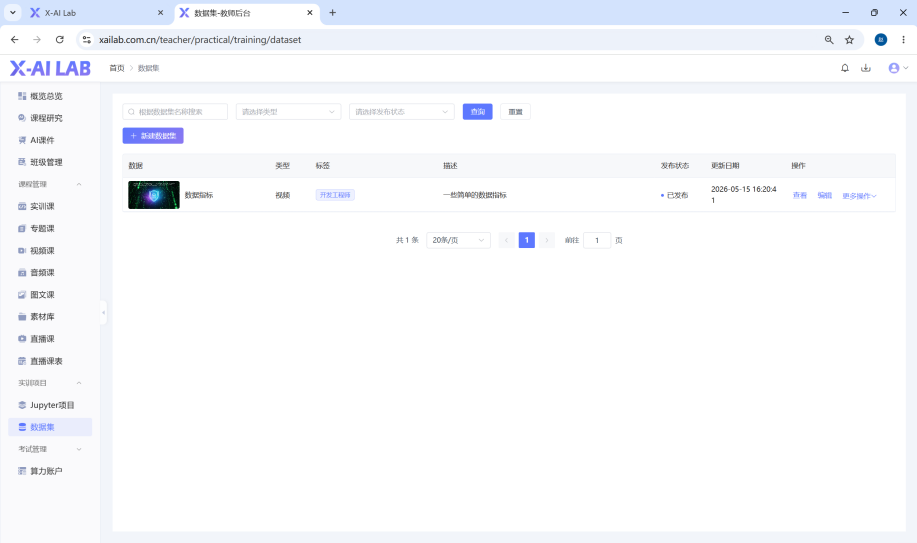 X-AI Lab
数据集-教师后台
xailab.com.cn/teacher/practical/training/dataset
X-AI LAB
首页 > 数据集
概览总览
课程研究
AI课件
班级管理
课程管理
实训课
专题课
视频课
音频课
图文课
素材库
直播课
直播课表
实训项目
Jupyter项目
数据集
考试管理
算力账户
根据数据集名称搜索 请选择类型 请选择发布状态 查询 重置
+ 新建数据集
数据 类型 标签 描述 发布状态 更新日期 操作
数据指标 视频 开发工程师 一些简单的数据指标 已发布 2026-05-15 16:20:4
1
查看 编辑 更多操作
共 1 条 20条/页 1 前往 1 页